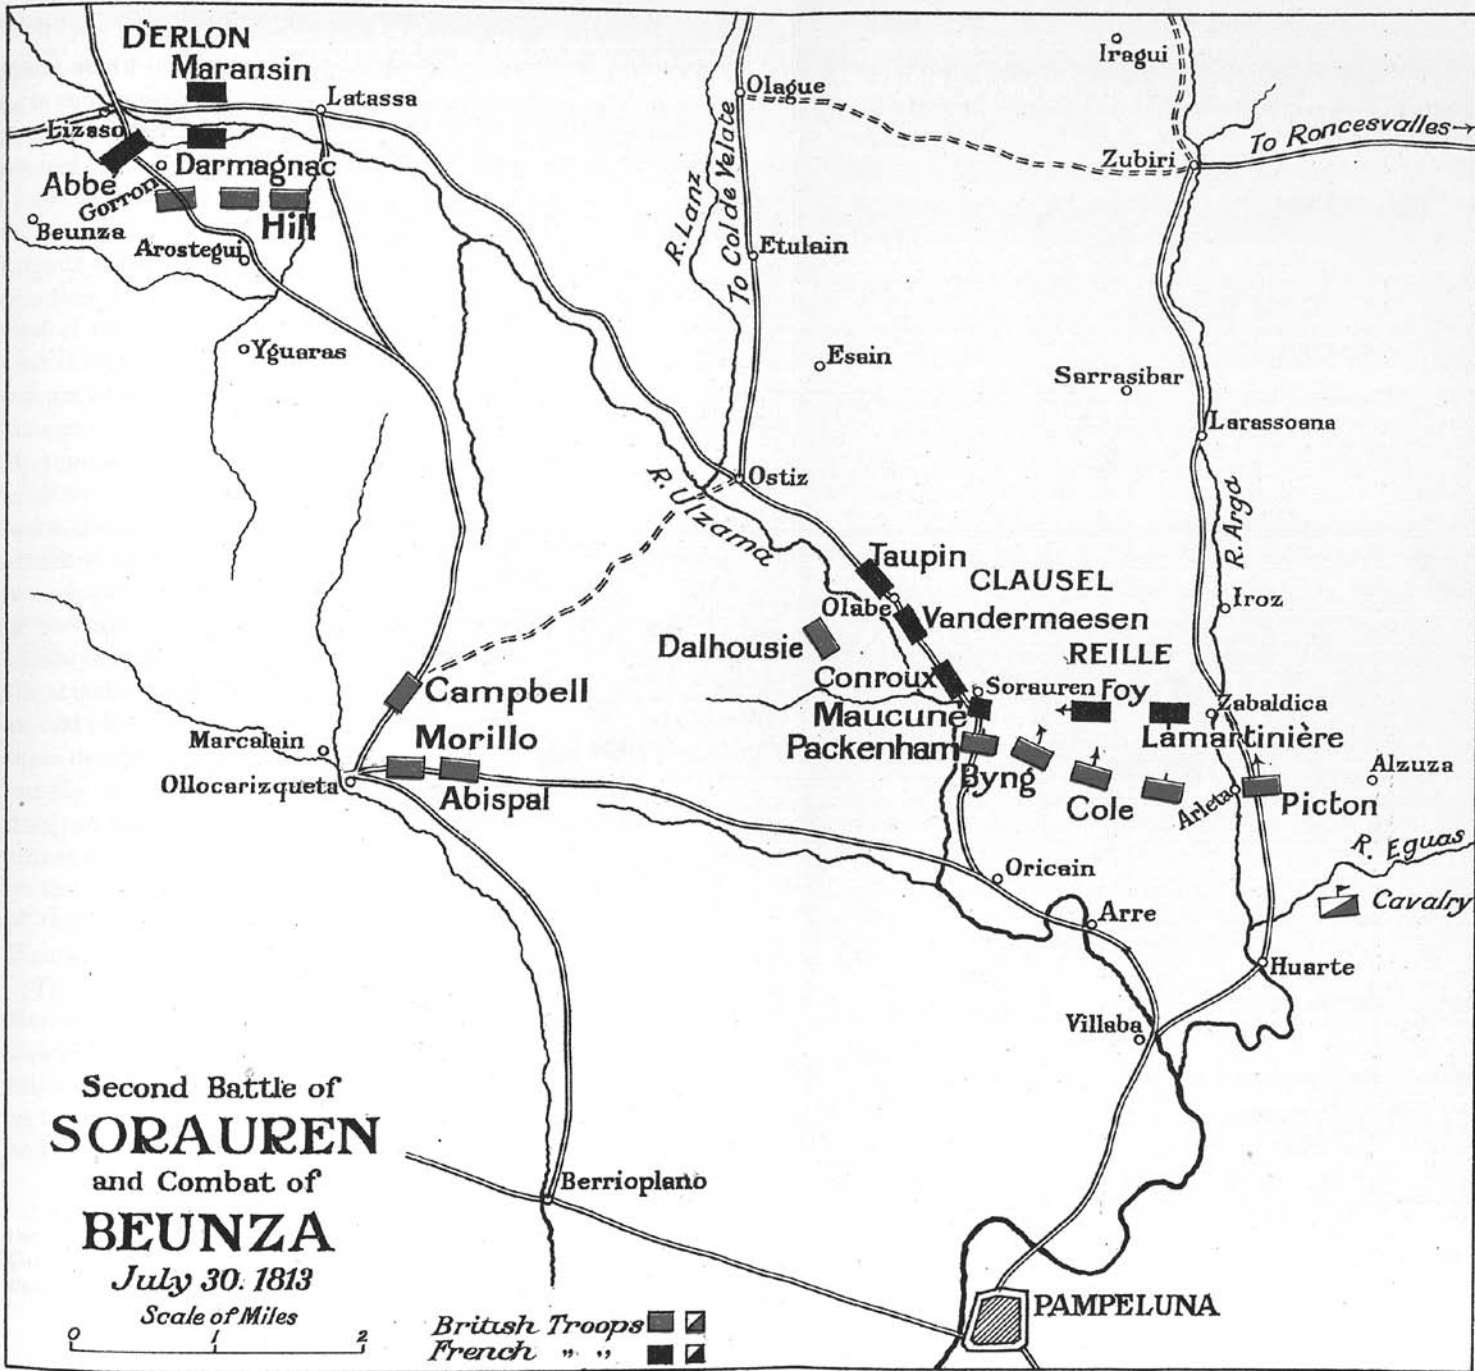 D'ERLON
Maransin
Iragui
Latassa
Olague
Lizaso
To Roncesvalles
Zubiri
Abbe
Darmagnac
Gorron
Hill
Beunza
Arostegui
R. Lanz
To Col de Velate
Etulain
Yguaras
Esain
Sarrasibar
Larassoana
Ostiz
R. Ulzama
R. Arga
Taupin
CLAUSEL
Olabe
Vandermaesen
Iroz
Dalhousie
REILLE
Conroux
Sorauren
Foy
Campbell
Maucune
Zabaldica
Marcalain
Morillo
Packenham
Lamartinière
Ollocarizqueta
Abispal
Byng
Cole
Arleta
Picton
Alzuza
R. Eguas
Oricain
Cavalry
Arre
Huarte
Villaba
Second Battle of
SORAUREN
and Combat of
BEUNZA
July 30. 1813
Scale of Miles
0 1 2
Berrioplano
British Troops
French " "
PAMPELUNA